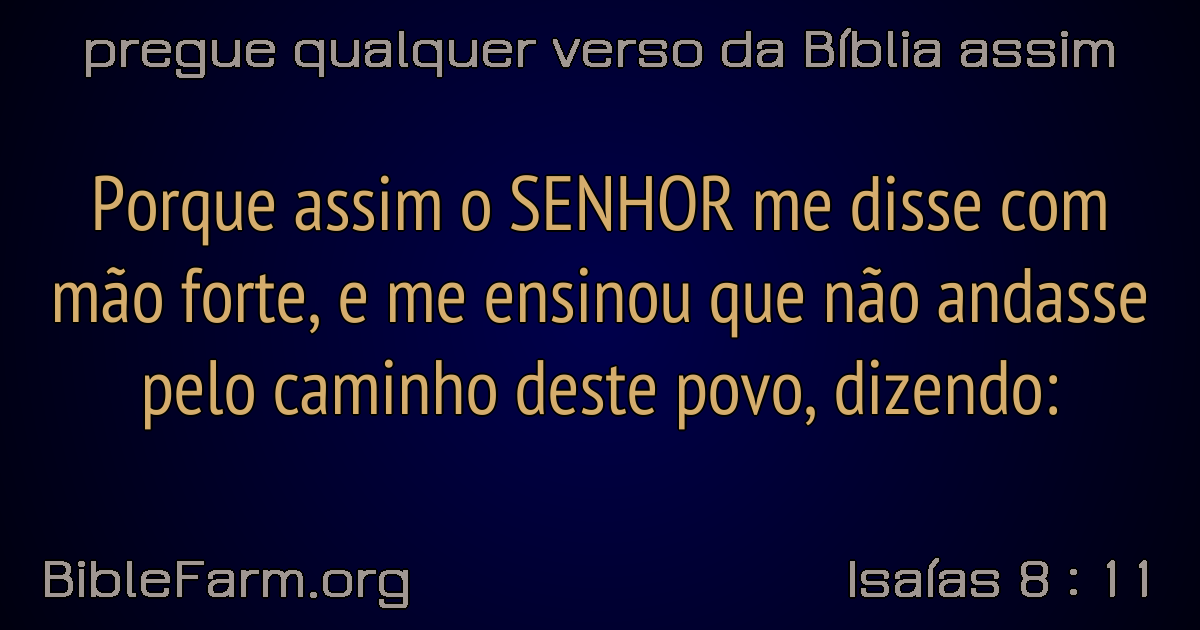 pregue qualquer verso da Bíblia assim
Porque assim o SENHOR me disse com
mão forte, e me ensinou que não andasse
pelo caminho deste povo, dizendo:
BibleFarm.org
Isaías 8 : 11